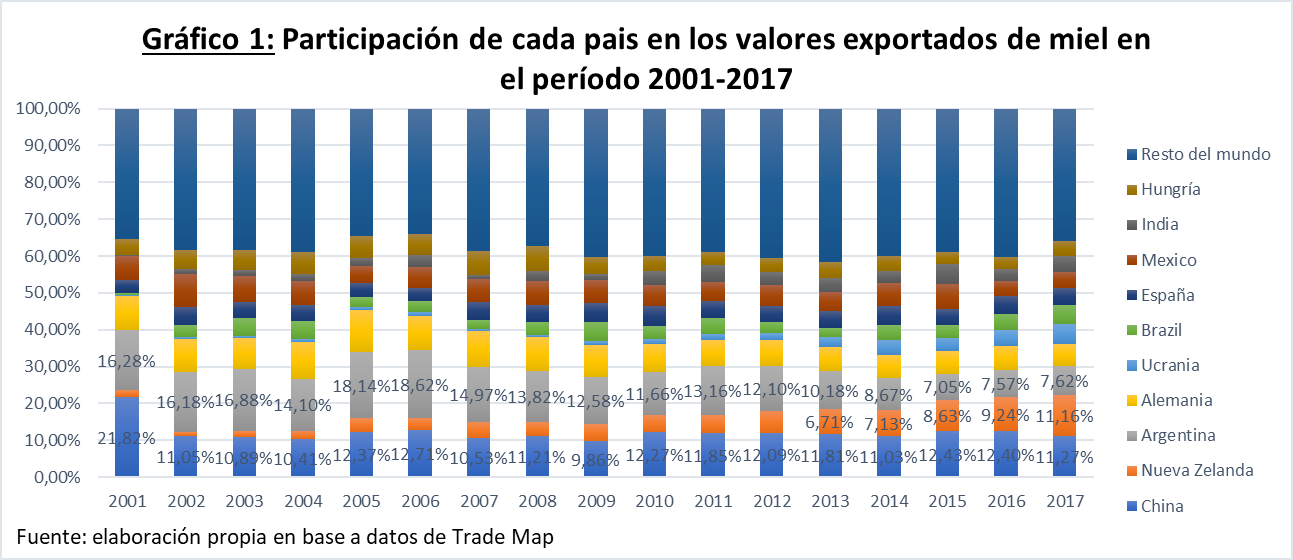 Gráfico 1: Participación de cada pais en los valores exportados de miel en
el período 2001-2017
100,00%
90,00%
80,00%
70,00%
60,00%
50,00%
40,00%
30,00%
20,00%
10,00%
0,00%
16,28% 16,18% 16,88% 14,10% 18,14% 18,62% 14,97% 13,82% 12,58% 11,66% 13,16% 12,10% 10,18% 8,67% 7,05% 7,57% 7,62%
6,71% 7,13% 8,63% 9,24% 11,16%
21,82% 11,05% 10,89% 10,41% 12,37% 12,71% 10,53% 11,21% 9,86% 12,27% 11,85% 12,09% 11,81% 11,03% 12,43% 12,40% 11,27%
2001 2002 2003 2004 2005 2006 2007 2008 2009 2010 2011 2012 2013 2014 2015 2016 2017
Resto del mundo
Hungría
India
Mexico
España
Brazil
Ucrania
Alemania
Argentina
Nueva Zelanda
China
Fuente: elaboración propia en base a datos de Trade Map